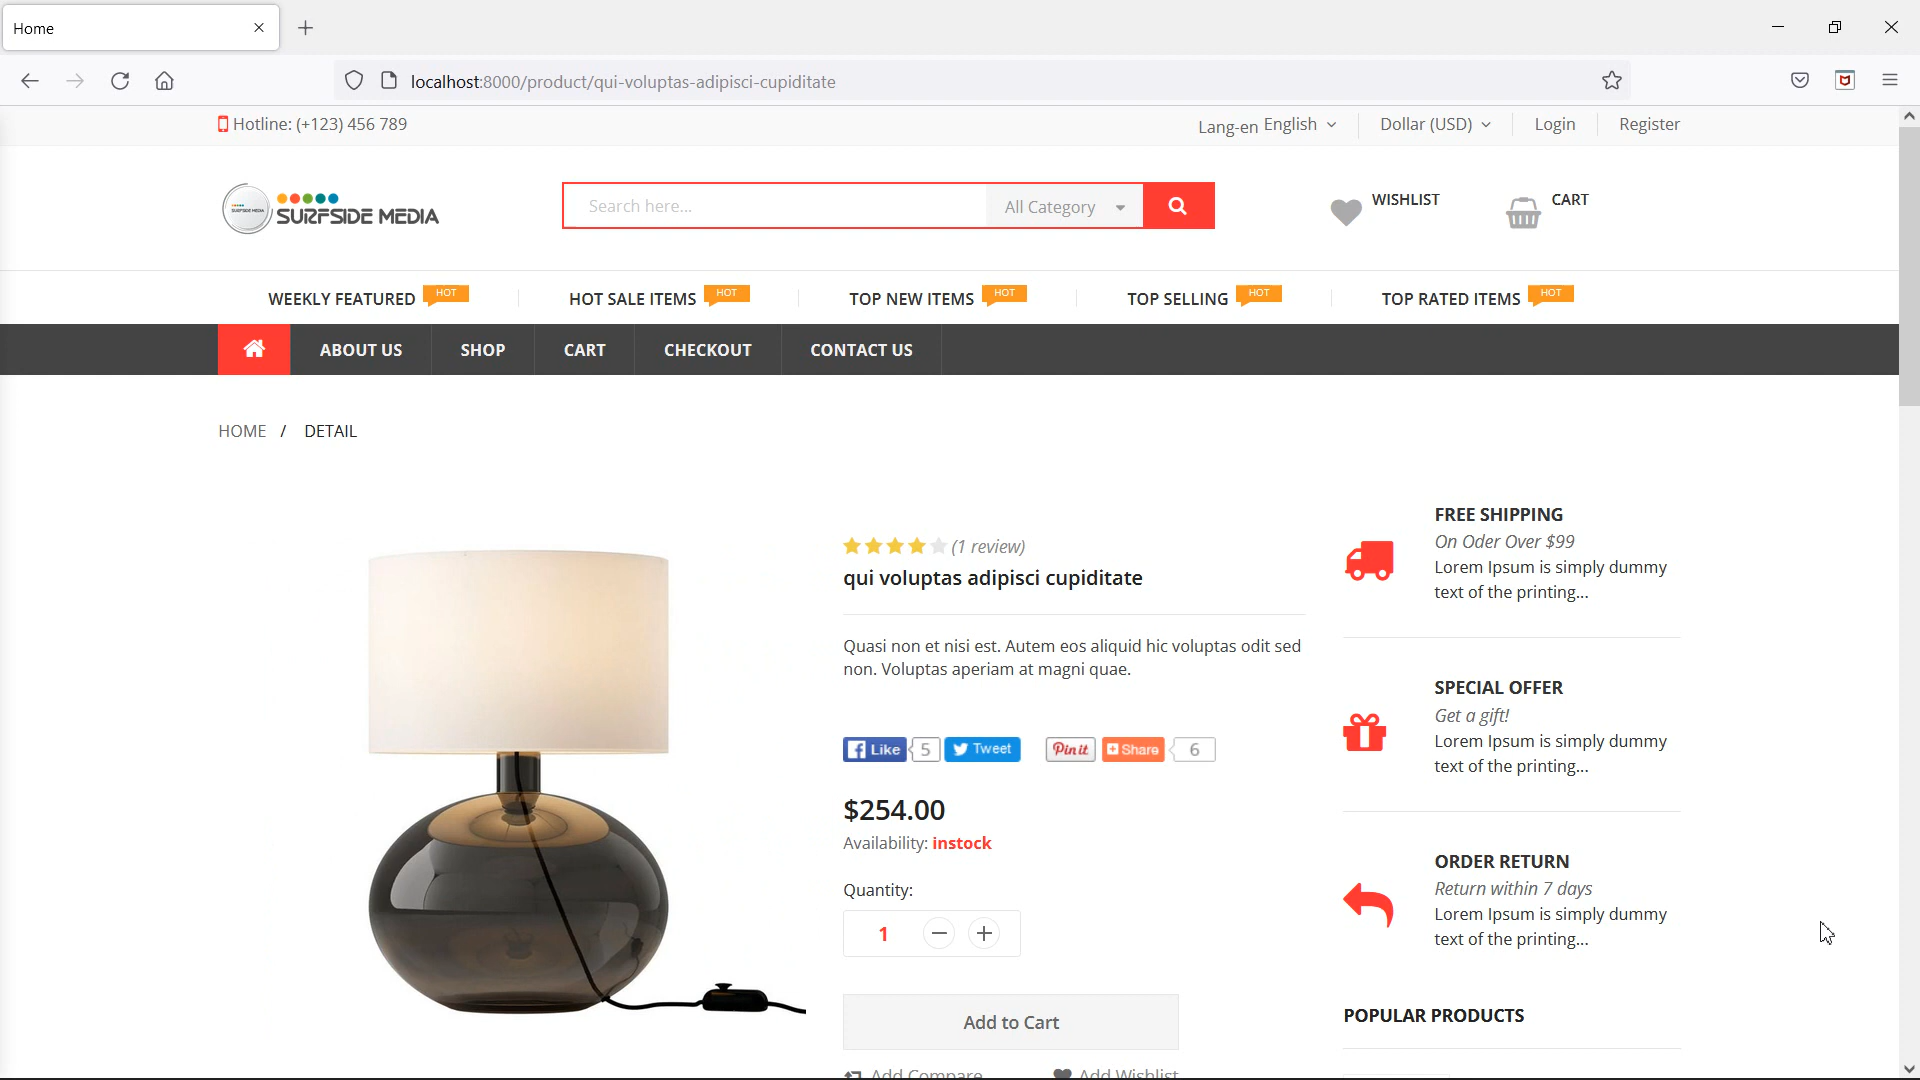 Home
localhost:8000/product/qui-voluptas-adipisci-cupiditate
Hotline: (+123) 456 789
Lang-en English
Dollar (USD)
Login
Register
SURFSIDE MEDIA
SURFSIDE MEDIA
Search here...
All Category
WISHLIST
CART
WEEKLY FEATURED HOT
HOT SALE ITEMS HOT
TOP NEW ITEMS HOT
TOP SELLING HOT
TOP RATED ITEMS HOT
ABOUT US
SHOP
CART
CHECKOUT
CONTACT US
HOME / DETAIL
(1 review)
qui voluptas adipisci cupiditate
Quasi non et nisi est. Autem eos aliquid hic voluptas odit sed
non. Voluptas aperiam at magni quae.
Like 5 Tweet Pin it Share 6
$254.00
Availability: instock
Quantity:
1
Add to Cart
Add Compare
Add Wishlist
FREE SHIPPING
On Oder Over $99
Lorem Ipsum is simply dummy
text of the printing...
SPECIAL OFFER
Get a gift!
Lorem Ipsum is simply dummy
text of the printing...
ORDER RETURN
Return within 7 days
Lorem Ipsum is simply dummy
text of the printing...
POPULAR PRODUCTS